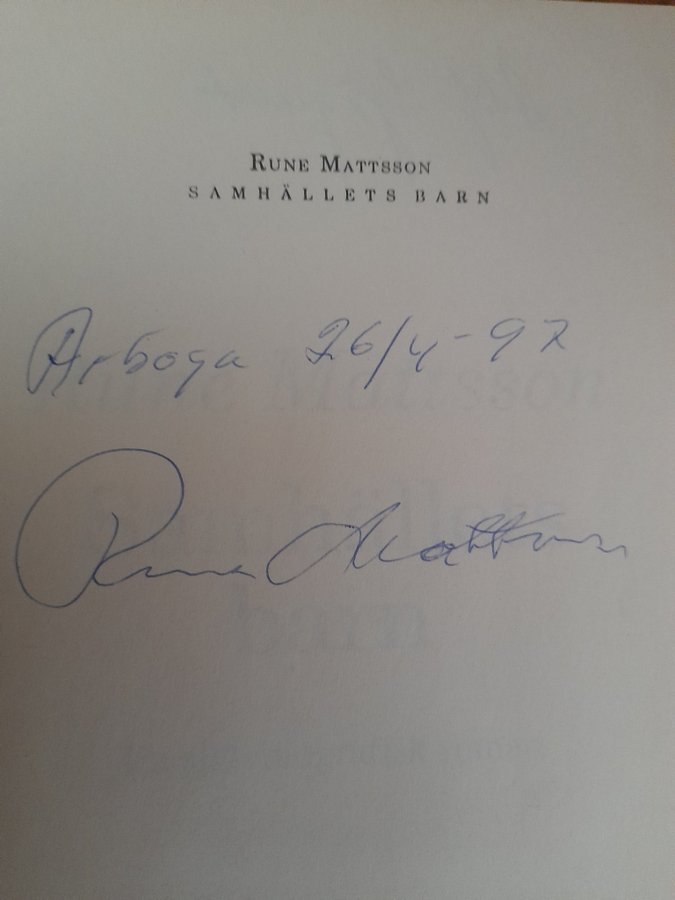 RUNE MATTSSON
SAMHÄLLETS BARN
Arboga 26/4-97
Rune Mattsson